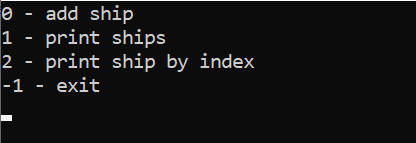 0 - add ship
1 - print ships
2 - print ship by index
-1 - exit